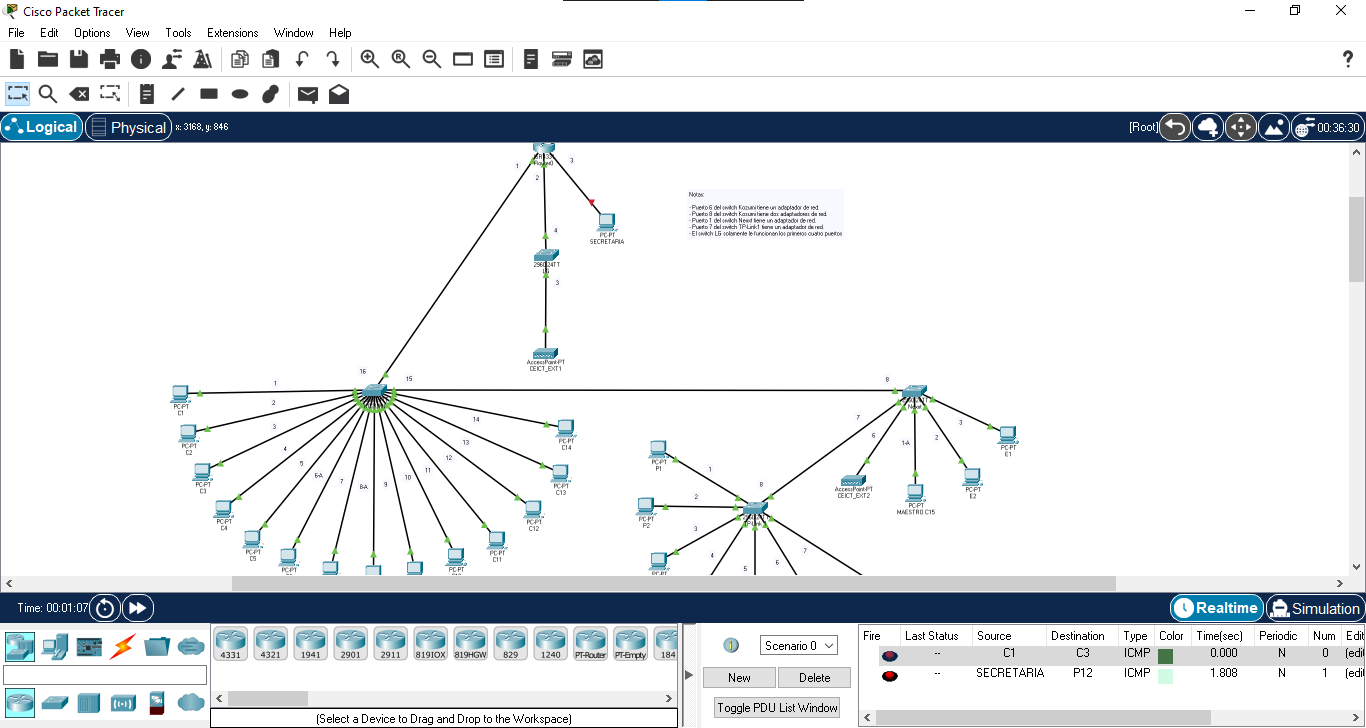 Cisco Packet Tracer
File Edit Options View Tools Extensions Window Help
?
Logical Physical x: 3168, y: 846 [Root] 00:36:30
1 2 3
Notas:
- Puerto 6 del switch Kozumi tiene un adaptador de red.
- Puerto 8 del switch Kozumi tiene dos adaptadores de red.
- Puerto 1 del switch Nexxt tiene un adaptador de red.
- Puerto 7 del switch TP-Link1 tiene un adaptador de red.
- El switch LG solamente le funcionan los primeros cuatro puertos
PC-PT
SECRETARIA
4
LG
3
AccessPoint-PT
CEICT_EXT1
16 15 8
1
PC-PT
C1
2
PC-PT
C2
3
PC-PT
C3
4
PC-PT
C4
5
PC-PT
C5
6-A
PC-PT
7
8-A
9
10
PC-PT
11
PC-PT
C11
12
PC-PT
C12
13
PC-PT
C13
14
PC-PT
C14
Nexxt
7
6
AccessPoint-PT
CEICT_EXT2
1-A
PC-PT
MAESTRO C15
2
PC-PT
E2
3
PC-PT
E1
8
TP-Link1
1
PC-PT
P1
2
PC-PT
P2
3
PC-PT
4
5
6
7
Time: 00:01:07 Realtime Simulation
4331 4321 1941 2901 2911 819IOX 819HGW 829 1240 PT-Router PT-Empty 184
(Select a Device to Drag and Drop to the Workspace)
Scenario 0
New Delete
Toggle PDU List Window
Fire Last Status Source Destination Type Color Time(sec) Periodic Num Edit
-- C1 C3 ICMP 0.000 N 0 (edit
-- SECRETARIA P12 ICMP 1.808 N 1 (edit